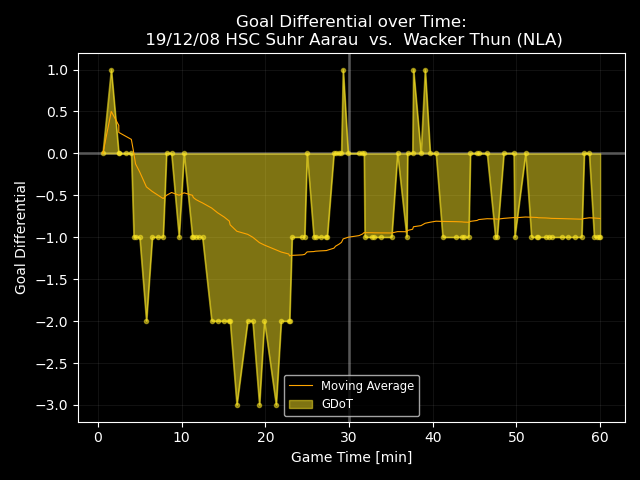 Goal Differential over Time:
19/12/08 HSC Suhr Aarau vs. Wacker Thun (NLA)
1.0
0.5
0.0
−0.5
−1.0
−1.5
−2.0
−2.5
−3.0
Goal Differential
Moving Average
GDoT
0 10 20 30 40 50 60
Game Time [min]